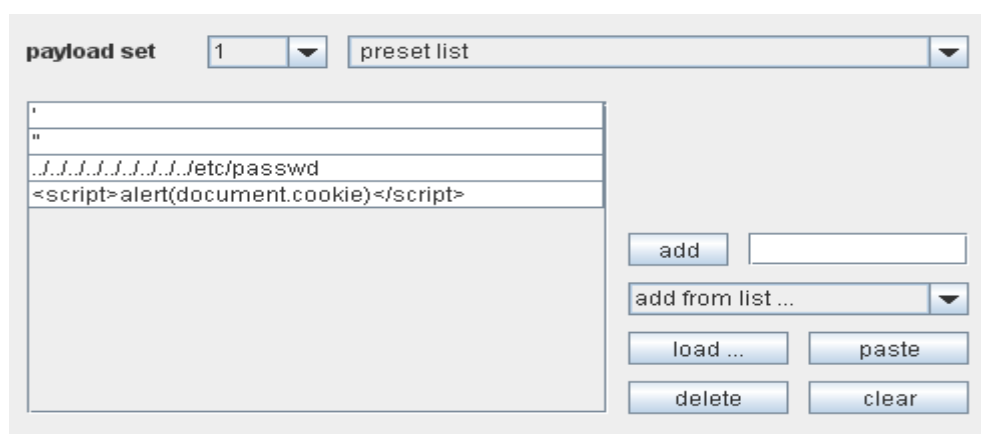 payload set 1 preset list
'
"
../../../../../../../../../../etc/passwd
<script>alert(document.cookie)</script>
add
add from list ...
load ... paste
delete clear